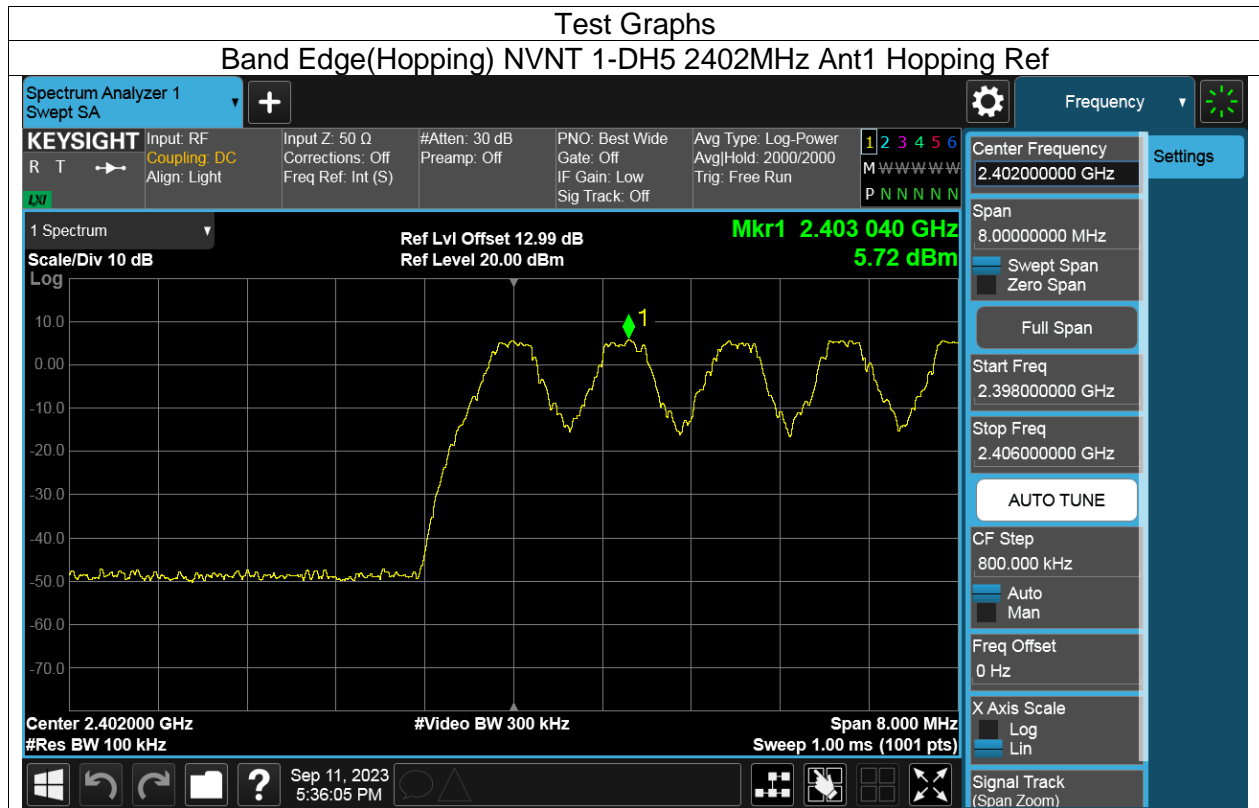 Test Graphs
Band Edge(Hopping) NVNT 1-DH5 2402MHz Ant1 Hopping Ref
Spectrum Analyzer 1
Swept SA
Frequency
KEYSIGHT
R T
LXI
Input: RF
Coupling: DC
Align: Light
Input Z: 50 Ω
Corrections: Off
Freq Ref: Int (S)
#Atten: 30 dB
Preamp: Off
PNO: Best Wide
Gate: Off
IF Gain: Low
Sig Track: Off
Avg Type: Log-Power
Avg|Hold: 2000/2000
Trig: Free Run
1 2 3 4 5 6
M W W W W W
P N N N N N
1 Spectrum
Scale/Div 10 dB
Log
Ref Lvl Offset 12.99 dB
Ref Level 20.00 dBm
Mkr1 2.403 040 GHz
5.72 dBm
1
10.0
0.00
-10.0
-20.0
-30.0
-40.0
-50.0
-60.0
-70.0
Center 2.402000 GHz
#Res BW 100 kHz
#Video BW 300 kHz
Span 8.000 MHz
Sweep 1.00 ms (1001 pts)
Center Frequency
2.402000000 GHz
Settings
Span
8.00000000 MHz
Swept Span
Zero Span
Full Span
Start Freq
2.398000000 GHz
Stop Freq
2.406000000 GHz
AUTO TUNE
CF Step
800.000 kHz
Auto
Man
Freq Offset
0 Hz
X Axis Scale
Log
Lin
Signal Track
(Span Zoom)
?
Sep 11, 2023
5:36:05 PM